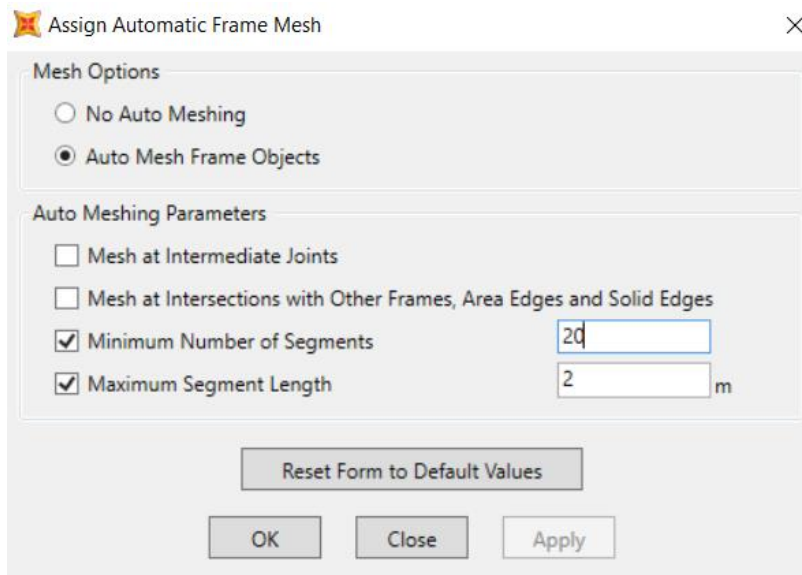 Assign Automatic Frame Mesh
Mesh Options
No Auto Meshing
Auto Mesh Frame Objects
Auto Meshing Parameters
Mesh at Intermediate Joints
Mesh at Intersections with Other Frames, Area Edges and Solid Edges
Minimum Number of Segments 20
Maximum Segment Length 2 m
Reset Form to Default Values
OK Close Apply